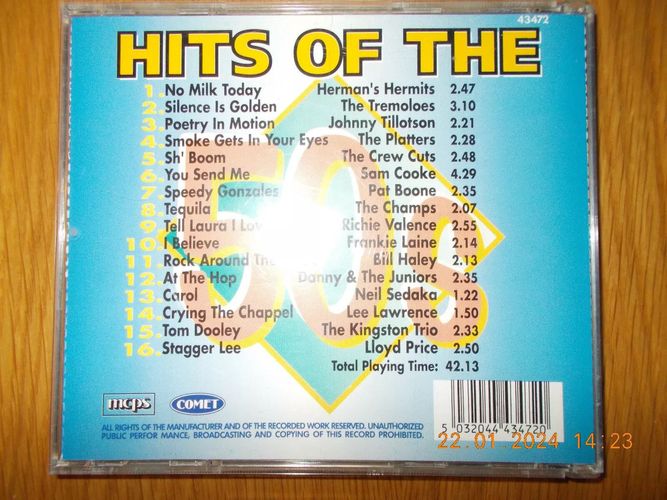 43472
HITS OF THE
50s
1. No Milk Today Herman's Hermits 2.47
2. Silence Is Golden The Tremoloes 3.10
3. Poetry In Motion Johnny Tillotson 2.21
4. Smoke Gets In Your Eyes The Platters 2.28
5. Sh' Boom The Crew Cuts 2.48
6. You Send Me Sam Cooke 4.29
7. Speedy Gonzales Pat Boone 2.35
8. Tequila The Champs 2.07
9. Tell Laura I Richie Valence 2.55
10. I Believe Frankie Laine 2.14
11. Rock Around The Bill Haley 2.13
12. At The Hop Danny & The Juniors 2.35
13. Carol Neil Sedaka 1.22
14. Crying The Chappel Lee Lawrence 1.50
15. Tom Dooley The Kingston Trio 2.33
16. Stagger Lee Lloyd Price 2.50
Total Playing Time: 42.13
mcps COMET
ALL RIGHTS OF THE MANUFACTURER AND OF THE RECORDED WORK RESERVED. UNAUTHORIZED
PUBLIC PERFOR MANCE, BROADCASTING AND COPYING OF THIS RECORD PROHIBITED.
5 032044 434720
22.01.2024 14:23